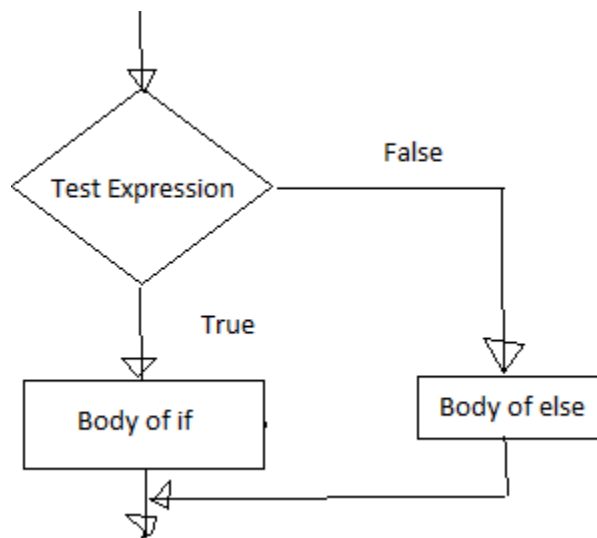 False
Test Expression
True
Body of if
Body of else